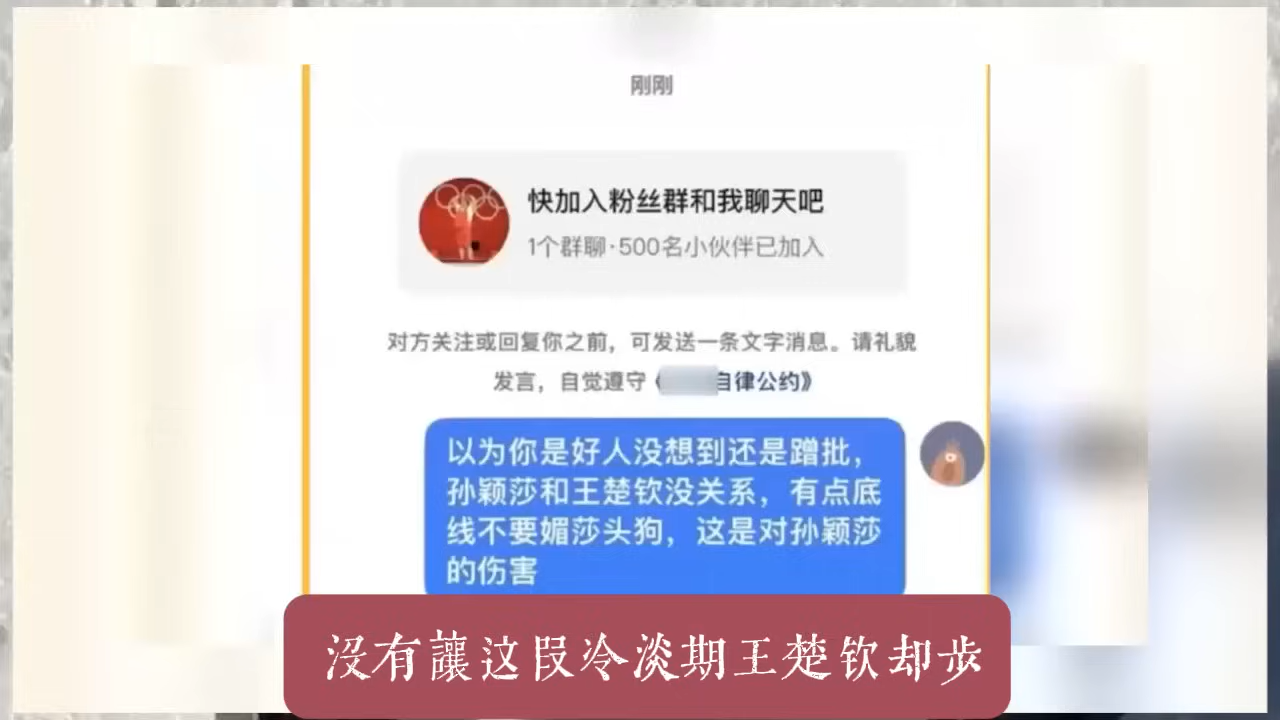 刚刚
快加入粉丝群和我聊天吧
1个群聊·500名小伙伴已加入
对方关注或回复你之前，可发送一条文字消息。请礼貌
发言，自觉遵守《自律公约》
以为你是好人没想到还是蹭批，
孙颖莎和王楚钦没关系，有点底
线不要媚莎头狗，这是对孙颖莎
的伤害
没有讓这段冷淡期王楚钦却步